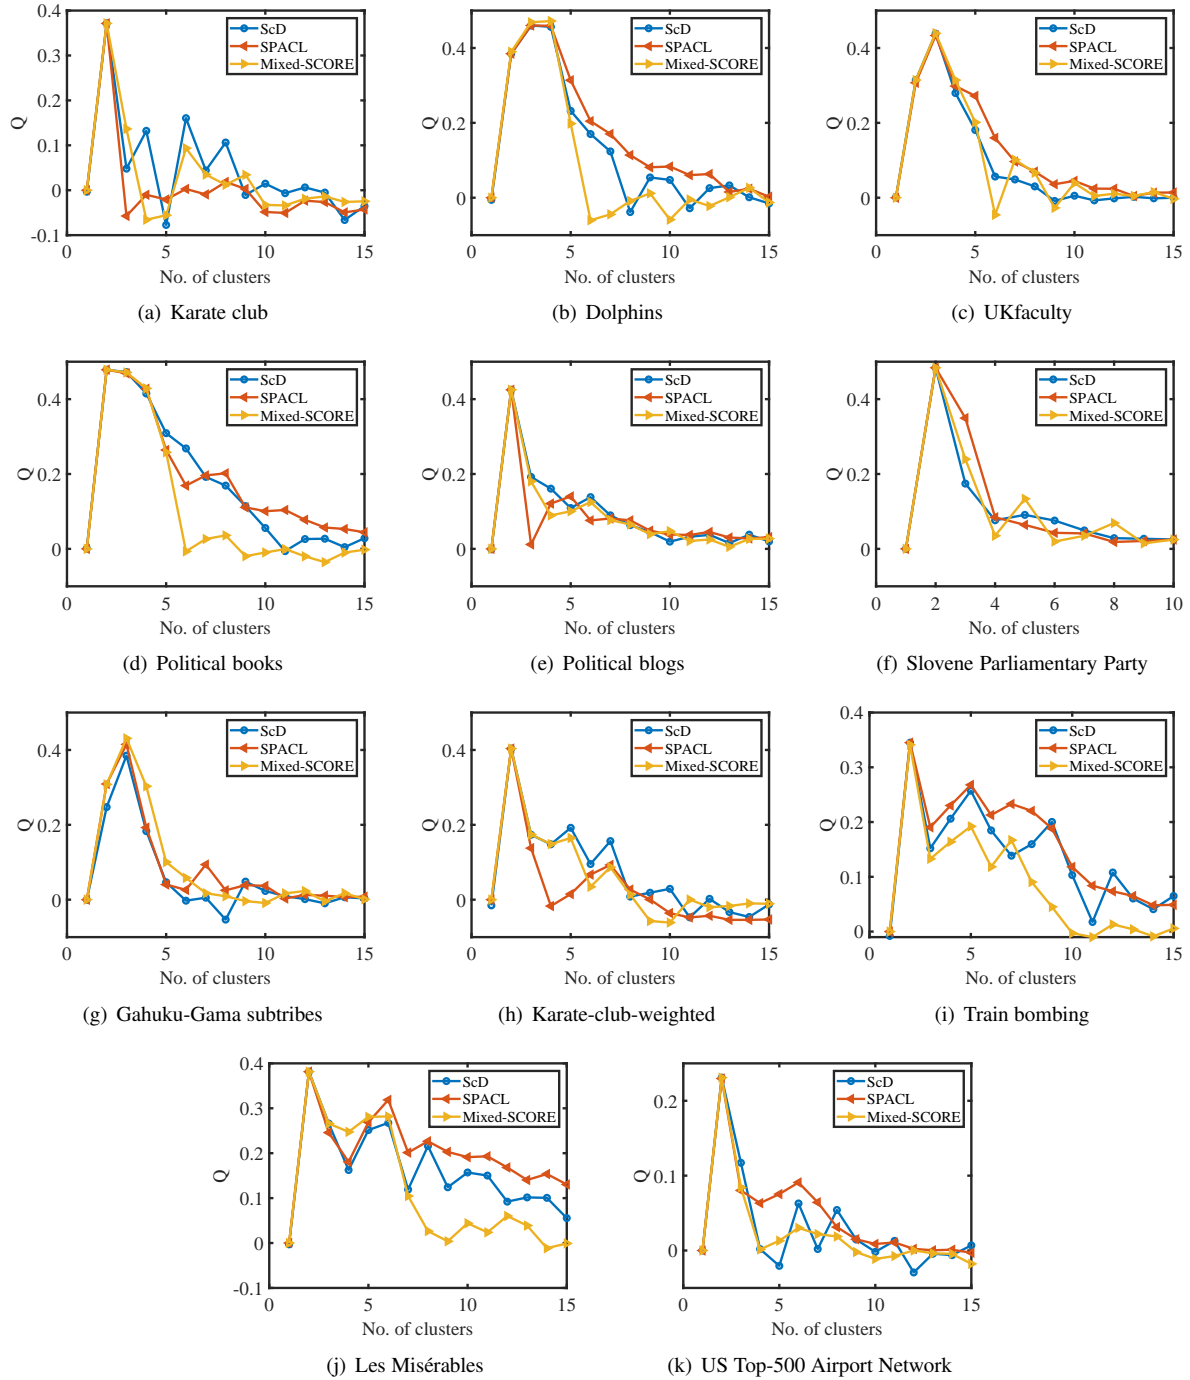 0.4
0.3
0.2
0.1
0
-0.1
Q
0 5 10 15
No. of clusters
ScD
SPACL
Mixed-SCORE
(a) Karate club
0.4
0.2
0
Q
0 5 10 15
No. of clusters
ScD
SPACL
Mixed-SCORE
(b) Dolphins
0.4
0.2
0
Q
0 5 10 15
No. of clusters
ScD
SPACL
Mixed-SCORE
(c) UKfaculty
0.4
0.2
0
Q
0 5 10 15
No. of clusters
ScD
SPACL
Mixed-SCORE
(d) Political books
0.4
0.2
0
Q
0 5 10 15
No. of clusters
ScD
SPACL
Mixed-SCORE
(e) Political blogs
0.4
0.2
0
Q
0 2 4 6 8 10
No. of clusters
ScD
SPACL
Mixed-SCORE
(f) Slovene Parliamentary Party
0.4
0.2
0
Q
0 5 10 15
No. of clusters
ScD
SPACL
Mixed-SCORE
(g) Gahuku-Gama subtribes
0.4
0.2
0
Q
0 5 10 15
No. of clusters
ScD
SPACL
Mixed-SCORE
(h) Karate-club-weighted
0.4
0.3
0.2
0.1
0
Q
0 5 10 15
No. of clusters
ScD
SPACL
Mixed-SCORE
(i) Train bombing
0.4
0.3
0.2
0.1
0
-0.1
Q
0 5 10 15
No. of clusters
ScD
SPACL
Mixed-SCORE
(j) Les Misérables
0.2
0.1
0
Q
0 5 10 15
No. of clusters
ScD
SPACL
Mixed-SCORE
(k) US Top-500 Airport Network